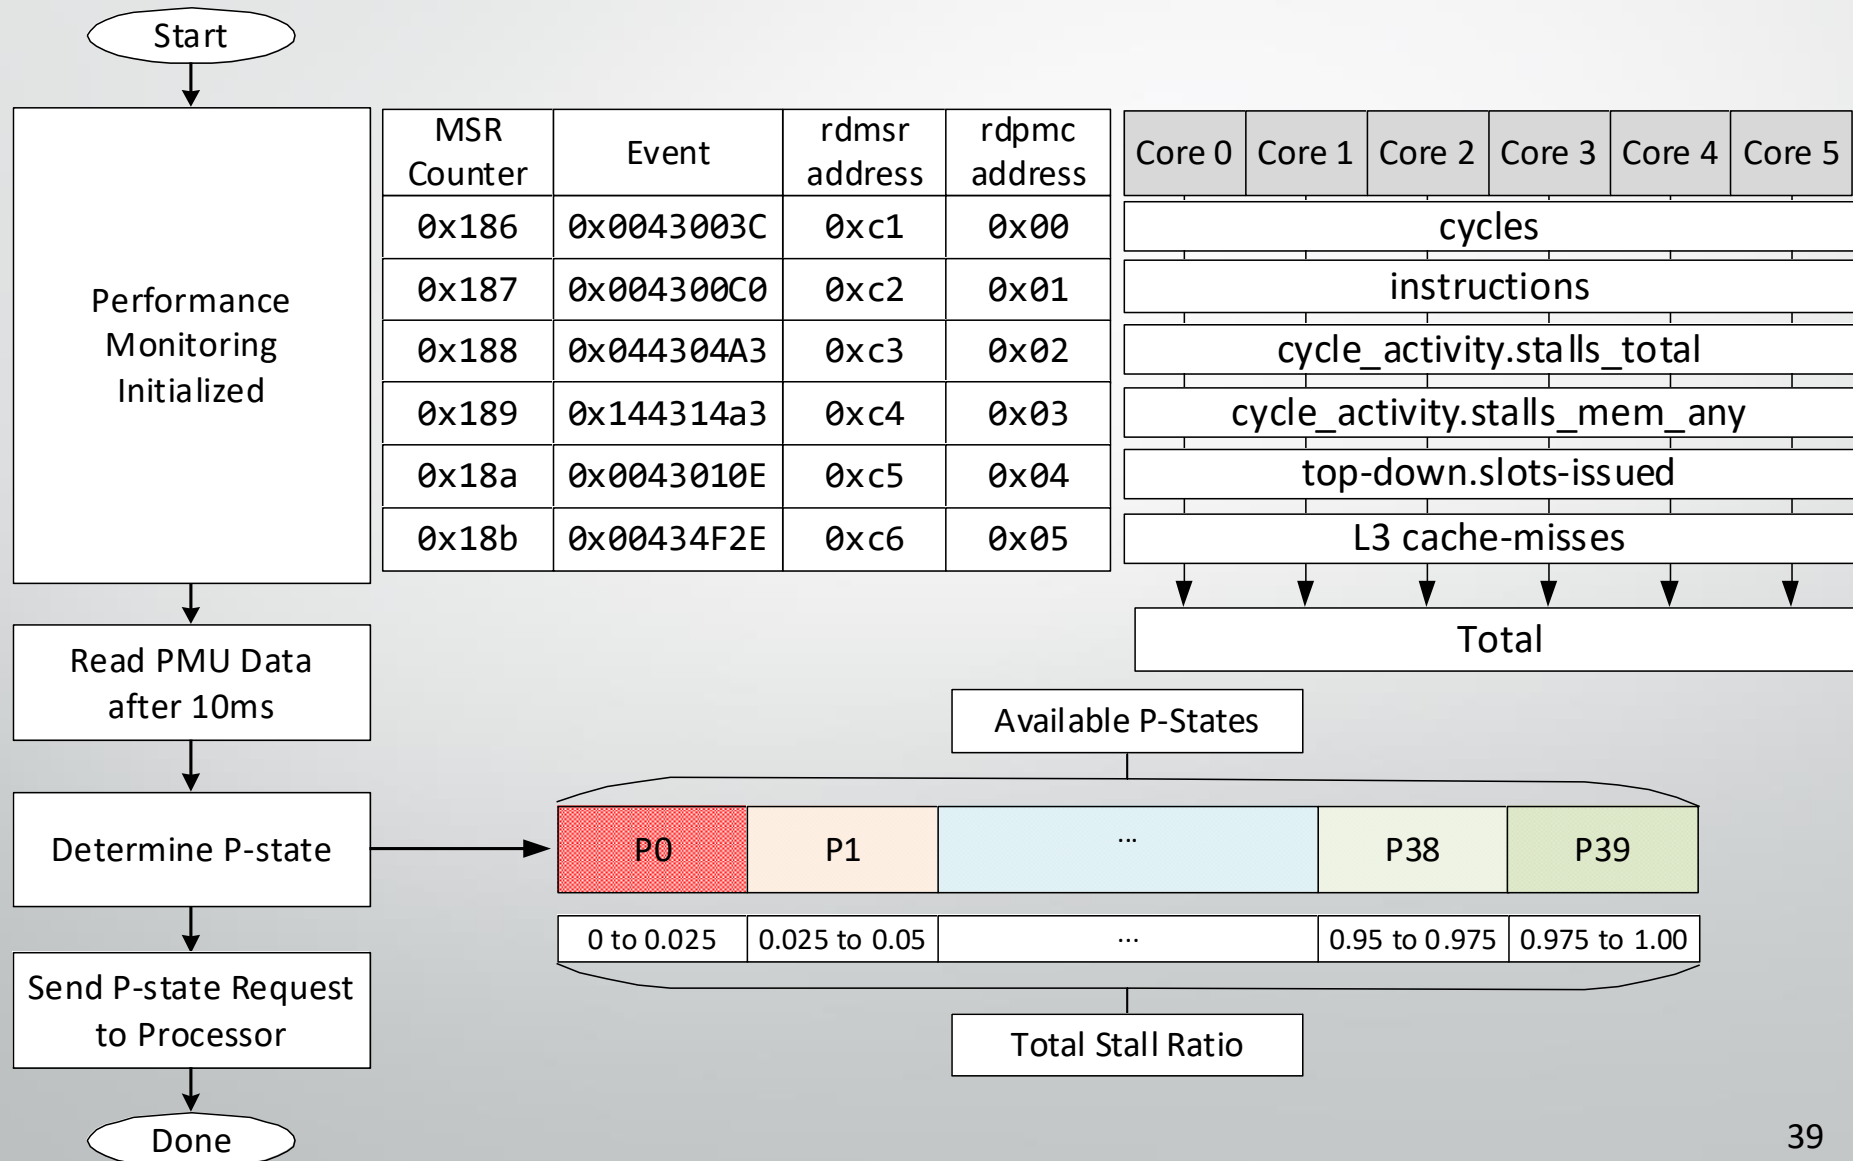 Start
Performance
Monitoring
Initialized
MSR
Counter
Event
rdmsr
address
rdpmc
address
0x186 0x0043003C 0xc1 0x00
0x187 0x004300C0 0xc2 0x01
0x188 0x044304A3 0xc3 0x02
0x189 0x144314a3 0xc4 0x03
0x18a 0x0043010E 0xc5 0x04
0x18b 0x00434F2E 0xc6 0x05
Core 0 Core 1 Core 2 Core 3 Core 4 Core 5
cycles
instructions
cycle_activity.stalls_total
cycle_activity.stalls_mem_any
top-down.slots-issued
L3 cache-misses
Total
Read PMU Data
after 10ms
Available P-States
Determine P-state
P0 P1 ... P38 P39
0 to 0.025 0.025 to 0.05 ... 0.95 to 0.975 0.975 to 1.00
Send P-state Request
to Processor
Total Stall Ratio
Done
39